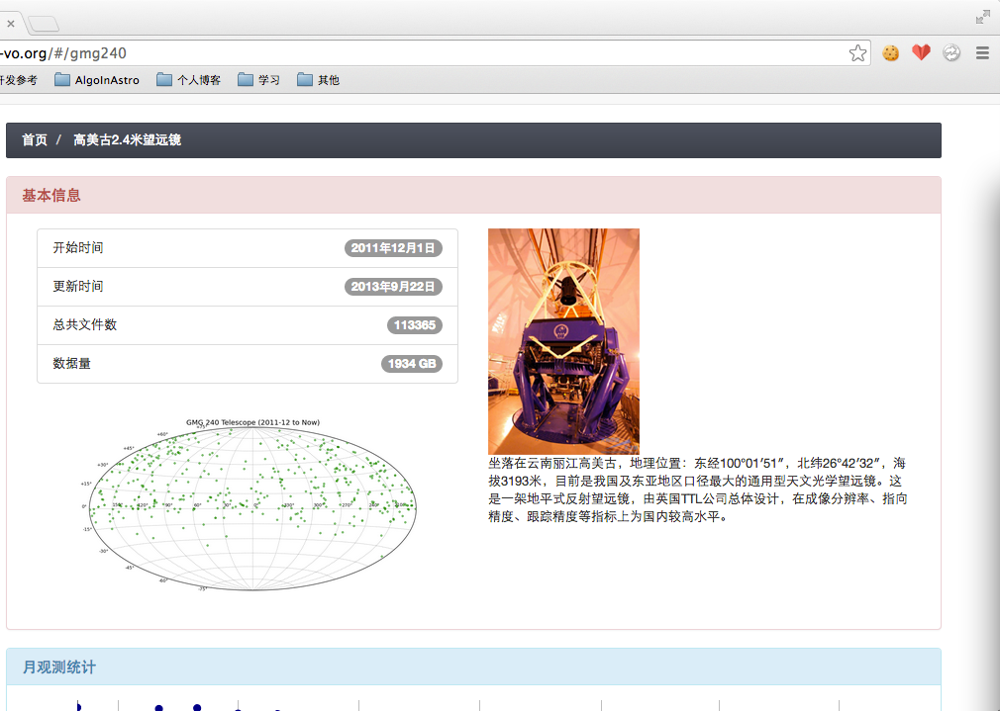 -vo.org/#/gmg240
开发参考 AlgoInAstro 个人博客 学习 其他
首页 / 高美古2.4米望远镜
基本信息
开始时间 2011年12月1日
更新时间 2013年9月22日
总共文件数 113365
数据量 1934 GB
GMG 240 Telescope (2011-12 to Now)
+75°
+60°
+45°
+30°
+15°
0°
-15°
-30°
-45°
-60°
-75°
坐落在云南丽江高美古，地理位置：东经100°01′51″，北纬26°42′32″，海
拔3193米，目前是我国及东亚地区口径最大的通用型天文光学望远镜。这
是一架地平式反射望远镜，由英国TTL公司总体设计，在成像分辨率、指向
精度、跟踪精度等指标上为国内较高水平。
月观测统计